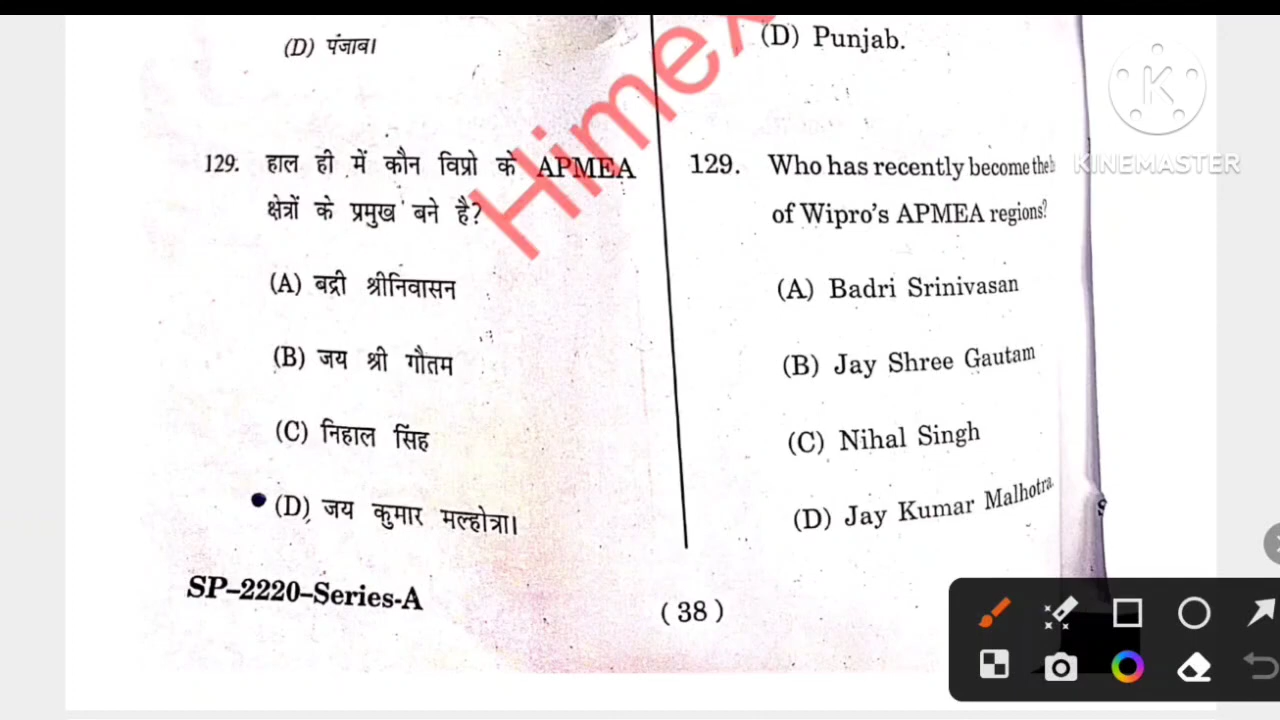 (D) पंजाब।
129. हाल ही में कौन विप्रो के APMEA
क्षेत्रों के प्रमुख बने है?
(A) बद्री श्रीनिवासन
(B) जय श्री गौतम
(C) निहाल सिंह
(D) जय कुमार मल्होत्रा।
SP–2220–Series-A
(D) Punjab.
129. Who has recently become the
of Wipro's APMEA regions?
(A) Badri Srinivasan
(B) Jay Shree Gautam
(C) Nihal Singh
(D) Jay Kumar Malhotra
(38)
Himex
K
KINEMASTER